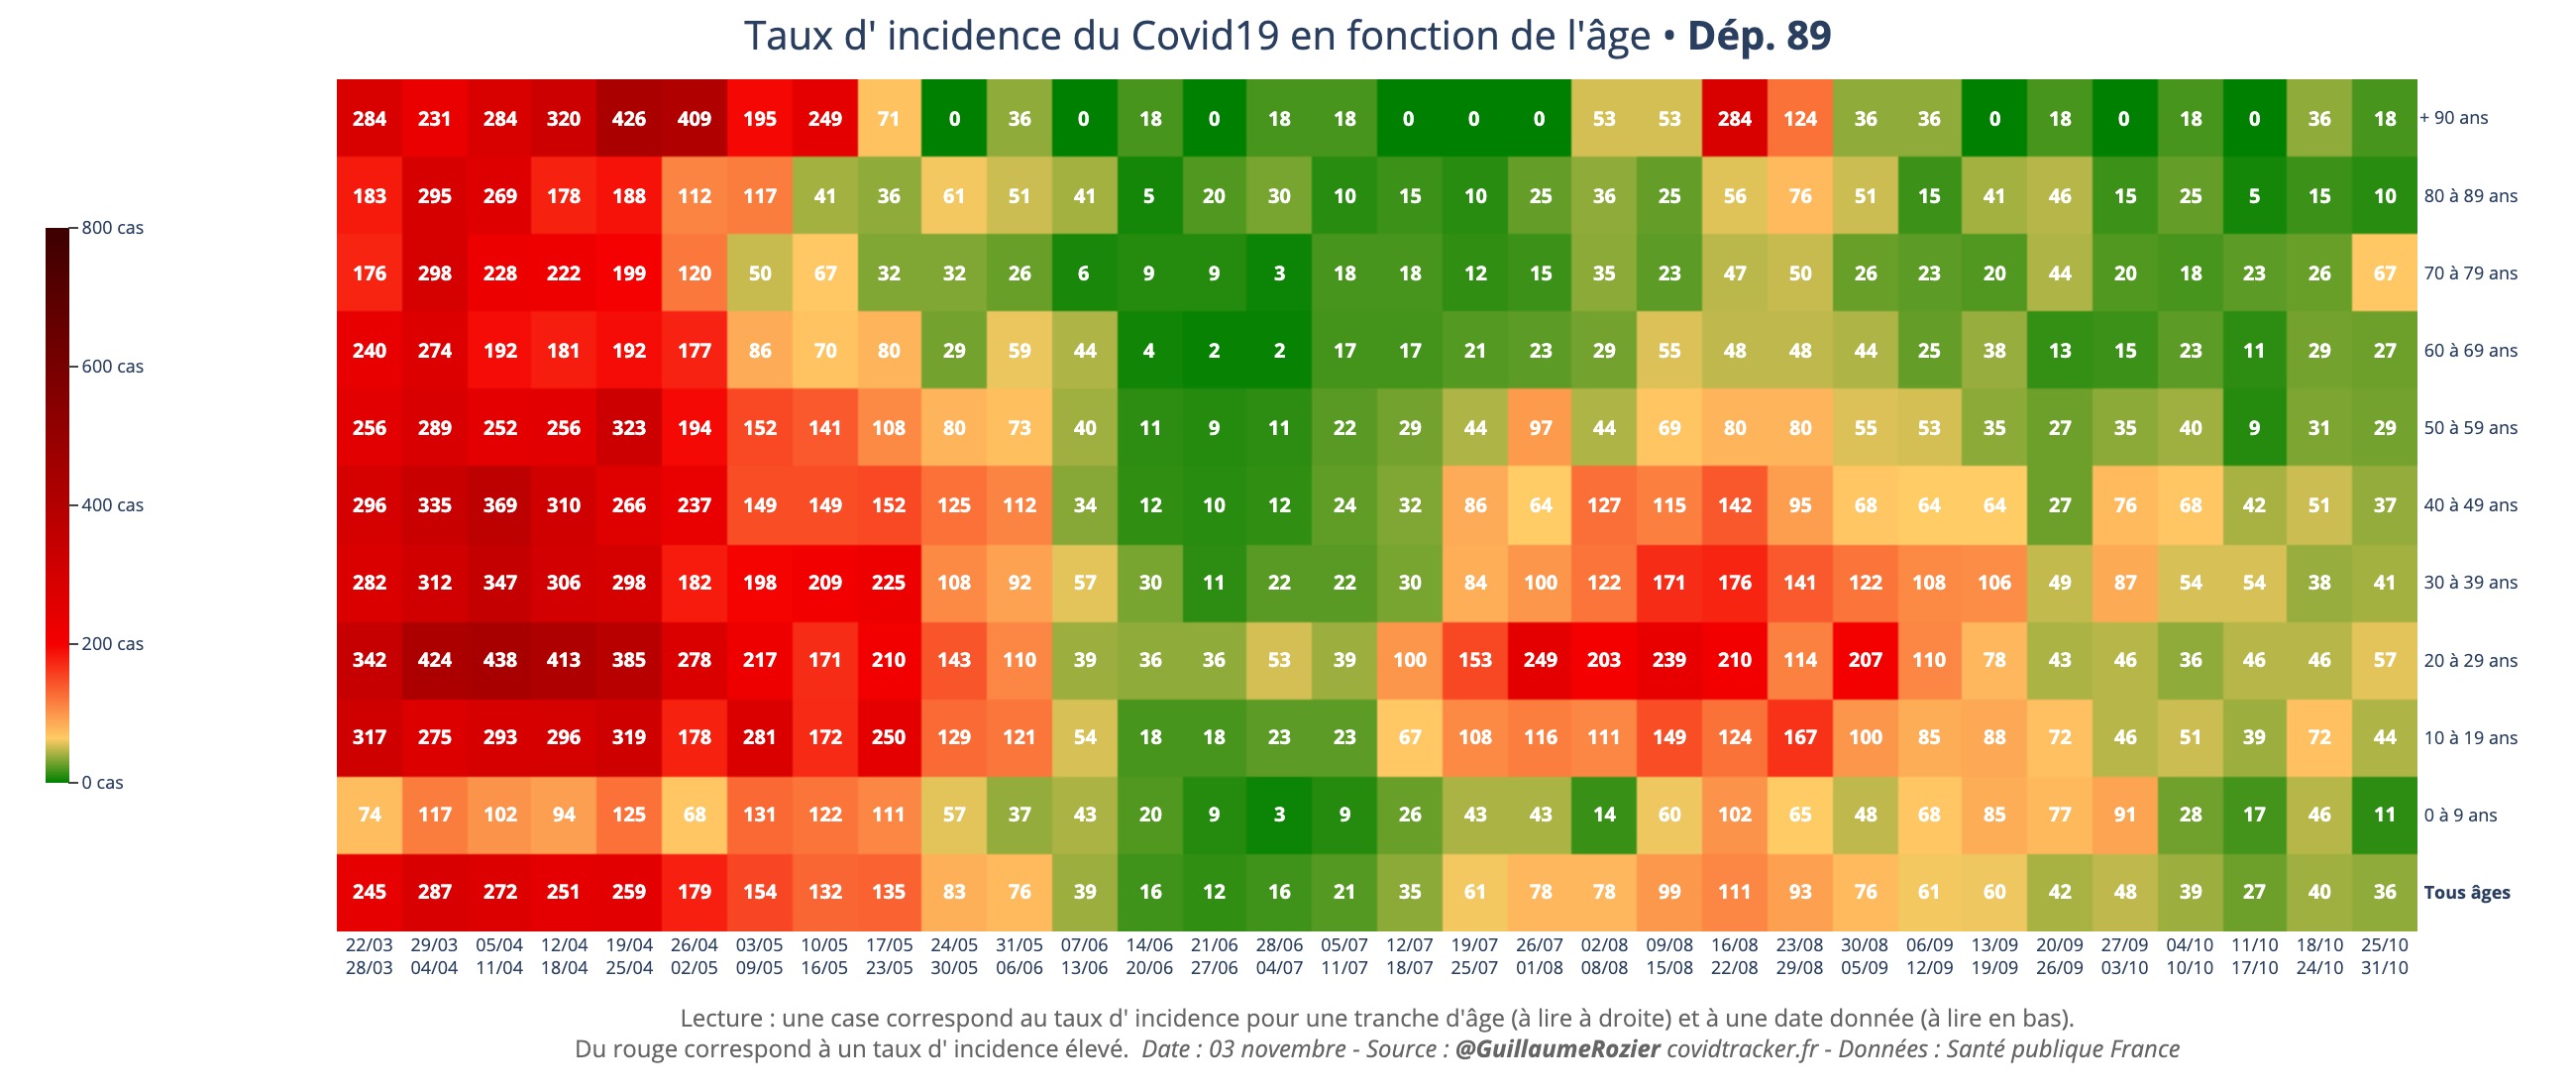 Taux d' incidence du Covid19 en fonction de l'âge • Dép. 89
284 231 284 320 426 409 195 249 71 0 36 0 18 0 18 18 0 0 0 53 53 284 124 36 36 0 18 0 18 0 36 18 + 90 ans
183 295 269 178 188 112 117 41 36 61 51 41 5 20 30 10 15 10 25 36 25 56 76 51 15 41 46 15 25 5 15 10 80 à 89 ans
800 cas
176 298 228 222 199 120 50 67 32 32 26 6 9 9 3 18 18 12 15 35 23 47 50 26 23 20 44 20 18 23 26 67 70 à 79 ans
240 274 192 181 192 177 86 70 80 29 59 44 4 2 2 17 17 21 23 29 55 48 48 44 25 38 13 15 23 11 29 27 60 à 69 ans
600 cas
256 289 252 256 323 194 152 141 108 80 73 40 11 9 11 22 29 44 97 44 69 80 80 55 53 35 27 35 40 9 31 29 50 à 59 ans
400 cas
296 335 369 310 266 237 149 149 152 125 112 34 12 10 12 24 32 86 64 127 115 142 95 68 64 64 27 76 68 42 51 37 40 à 49 ans
282 312 347 306 298 182 198 209 225 108 92 57 30 11 22 22 30 84 100 122 171 176 141 122 108 106 49 87 54 54 38 41 30 à 39 ans
200 cas
342 424 438 413 385 278 217 171 210 143 110 39 36 36 53 39 100 153 249 203 239 210 114 207 110 78 43 46 36 46 46 57 20 à 29 ans
317 275 293 296 319 178 281 172 250 129 121 54 18 18 23 23 67 108 116 111 149 124 167 100 85 88 72 46 51 39 72 44 10 à 19 ans
0 cas
74 117 102 94 125 68 131 122 111 57 37 43 20 9 3 9 26 43 43 14 60 102 65 48 68 85 77 91 28 17 46 11 0 à 9 ans
245 287 272 251 259 179 154 132 135 83 76 39 16 12 16 21 35 61 78 78 99 111 93 76 61 60 42 48 39 27 40 36 Tous âges
22/03 29/03 05/04 12/04 19/04 26/04 03/05 10/05 17/05 24/05 31/05 07/06 14/06 21/06 28/06 05/07 12/07 19/07 26/07 02/08 09/08 16/08 23/08 30/08 06/09 13/09 20/09 27/09 04/10 11/10 18/10 25/10
28/03 04/04 11/04 18/04 25/04 02/05 09/05 16/05 23/05 30/05 06/06 13/06 20/06 27/06 04/07 11/07 18/07 25/07 01/08 08/08 15/08 22/08 29/08 05/09 12/09 19/09 26/09 03/10 10/10 17/10 24/10 31/10
Lecture : une case correspond au taux d' incidence pour une tranche d'âge (à lire à droite) et à une date donnée (à lire en bas).
Du rouge correspond à un taux d' incidence élevé. Date : 03 novembre - Source : @GuillaumeRozier covidtracker.fr - Données : Santé publique France